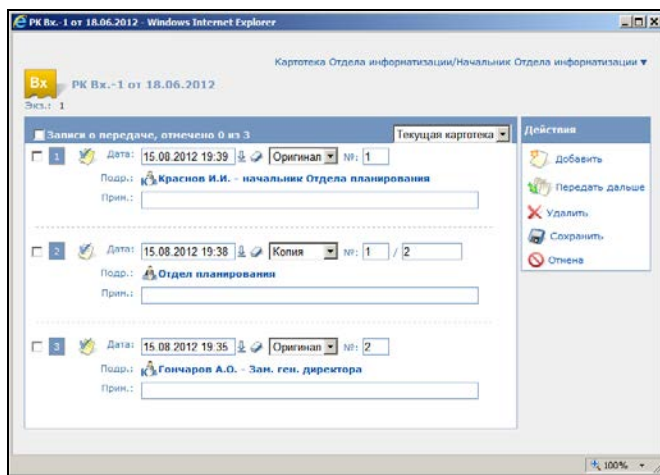 РК Вх.-1 от 18.06.2012 - Windows Internet Explorer
Картотека Отдела информатизации/Начальник Отдела информатизации
Вх РК Вх.-1 от 18.06.2012
Экз.: 1
Записи о передаче, отмечено 0 из 3 Текущая картотека
1 Дата: 15.08.2012 19:39 Оригинал №: 1
Подр.: Краснов И.И. - начальник Отдела планирования
Прим.:
2 Дата: 15.08.2012 19:38 Копия №: 1 / 2
Подр.: Отдел планирования
Прим.:
3 Дата: 15.08.2012 19:35 Оригинал №: 2
Подр.: Гончаров А.О. - Зам. ген. директора
Прим.:
Действия
Добавить
Передать дальше
Удалить
Сохранить
Отмена
100%